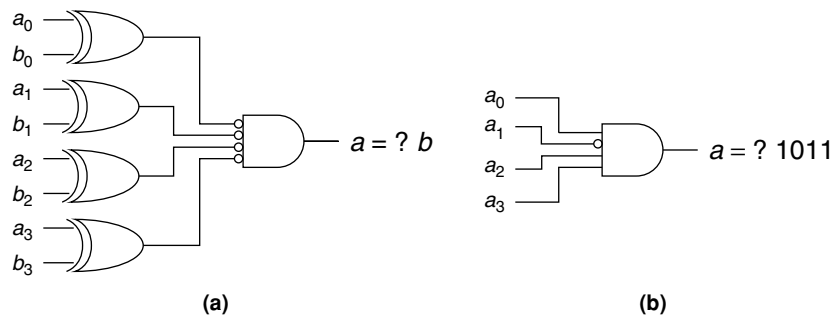 a0
b0
a1
b1
a2
b2
a3
b3
a = ? b
(a)
a0
a1
a2
a3
a = ? 1011
(b)